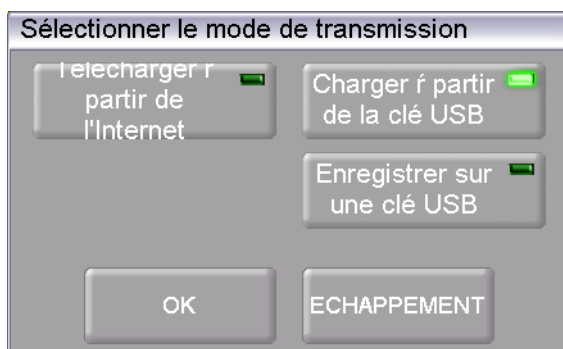 Sélectionner le mode de transmission
Télécharger ŕ
partir de
l'Internet
Charger ŕ partir
de la clé USB
Enregistrer sur
une clé USB
OK
ECHAPPEMENT